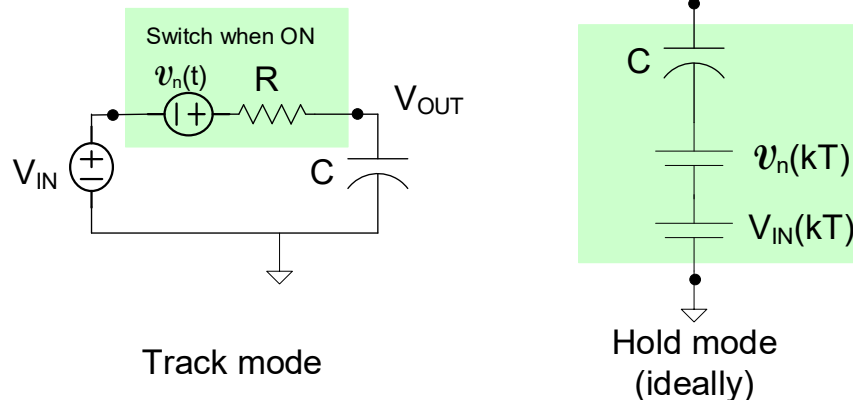 Switch when ON
𝓋n(t)
R
VOUT
VIN
C
Track mode
C
𝓋n(kT)
VIN(kT)
Hold mode
(ideally)